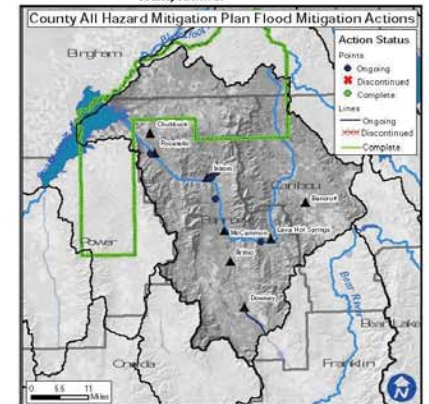 County All Hazard Mitigation Plan Flood Mitigation Actions
Action Status
Points
Ongoing
Discontinued
Complete
Lines
Ongoing
Discontinued
Complete
Bingham
Chubbuck
Pocatello
Inkom
Caribou
Bancroft
Power
McCammon
Lava Hot Springs
Arimo
Downey
Bear River
Bear Lake
Oneida
Franklin
0 5.5 11
Miles
N